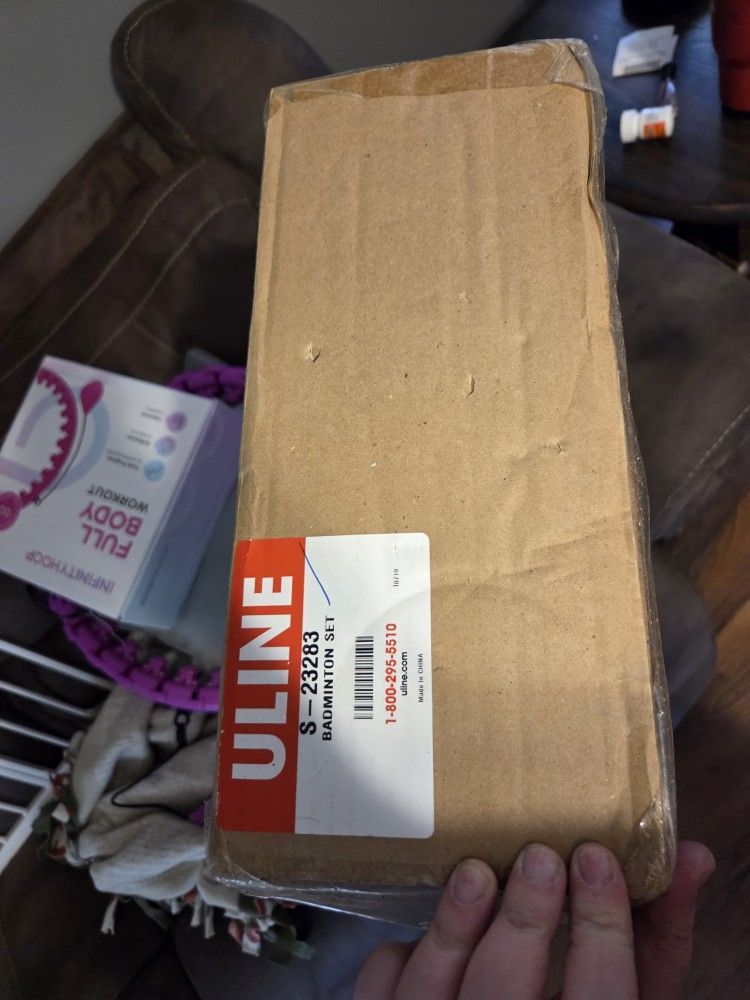 ULINE
S-23283
BADMINTON SET
1-800-295-5510
uline.com
Made in CHINA
10/19
INFINITYHOOP
FULL
BODY
WORKOUT